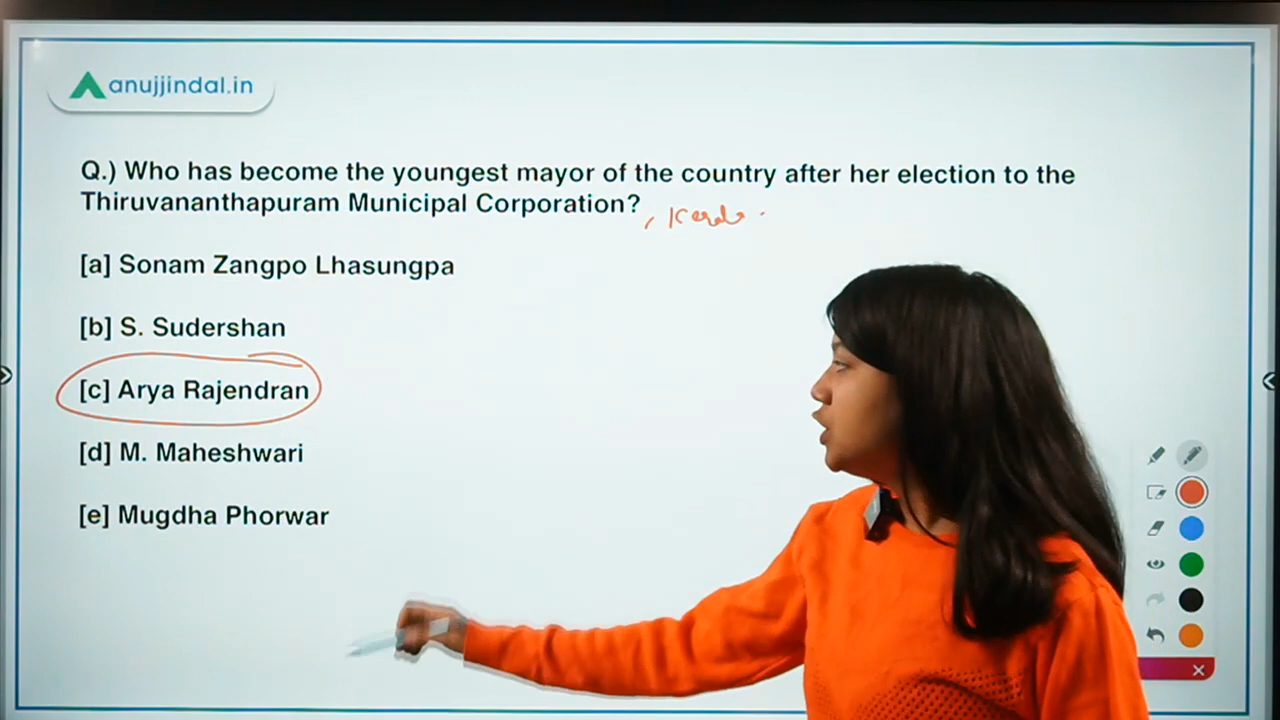 anujjindal.in
Q.) Who has become the youngest mayor of the country after her election to the
Thiruvananthapuram Municipal Corporation?
[a] Sonam Zangpo Lhasungpa
[b] S. Sudershan
[c] Arya Rajendran
[d] M. Maheshwari
[e] Mugdha Phorwar